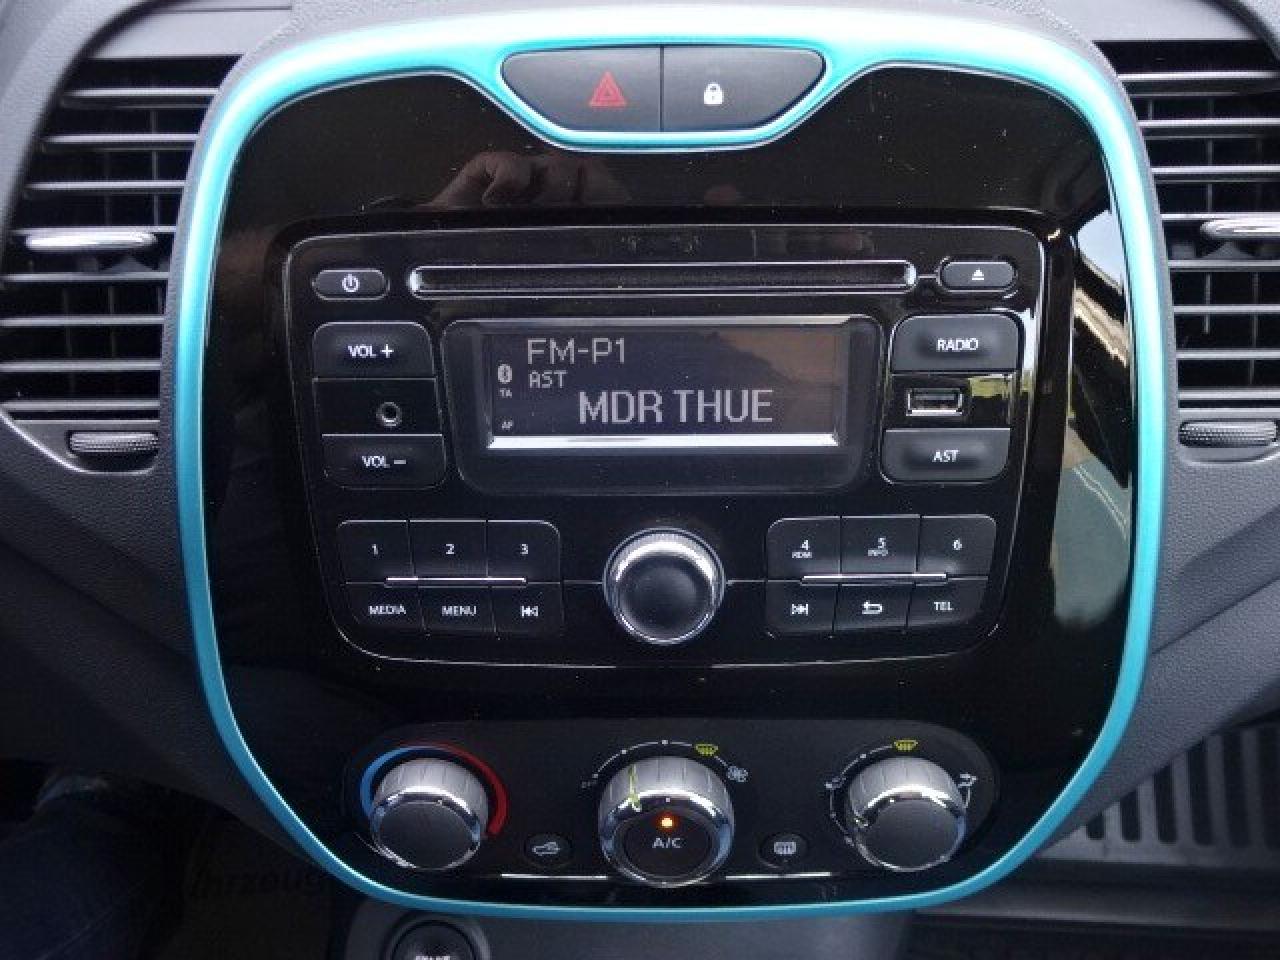 VOL +
FM-P1
AST
TA
AF
MDR THUE
RADIO
VOL –
AST
1 2 3
4 5 6
RDM INFO
MEDIA MENU
TEL
A/C